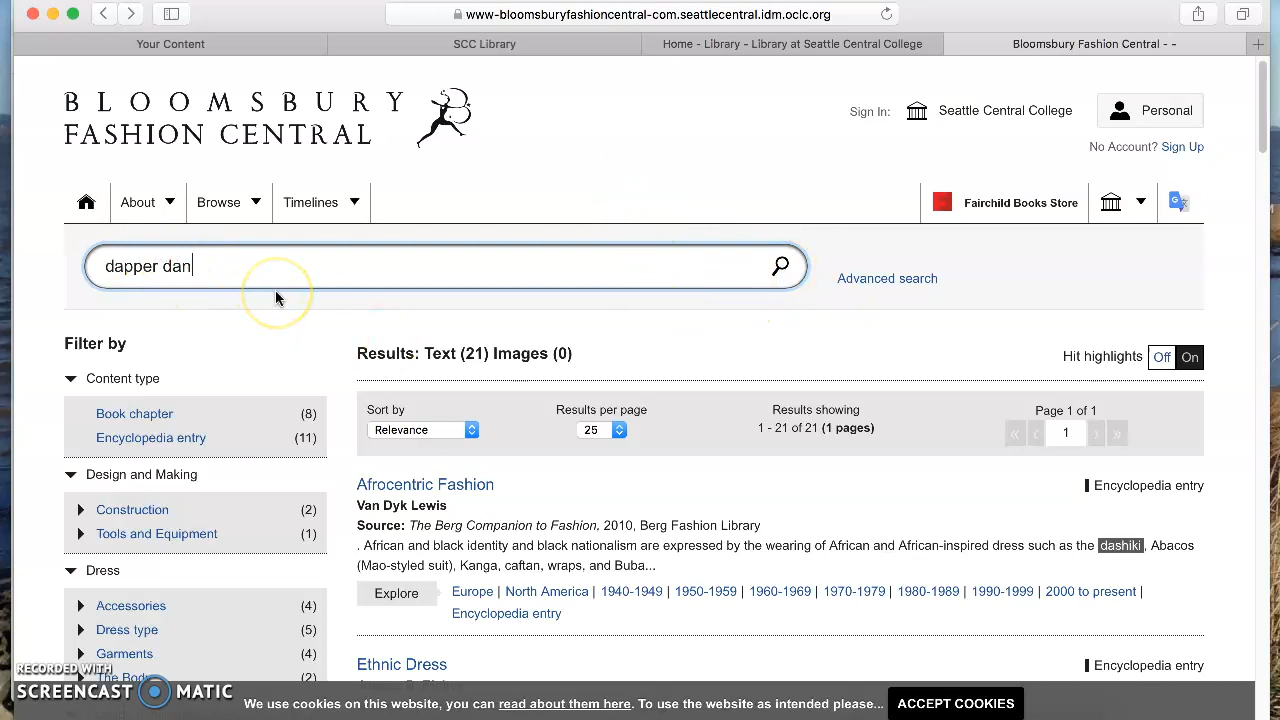 www-bloomsburyfashioncentral-com.seattlecentral.idm.oclc.org
Your Content
SCC Library
Home - Library - Library at Seattle Central College
Bloomsbury Fashion Central - -
BLOOMSBURY
FASHION CENTRAL
Sign In:
Seattle Central College
Personal
No Account? Sign Up
About
Browse
Timelines
Fairchild Books Store
dapper dan
Advanced search
Filter by
Results: Text (21) Images (0)
Hit highlights
Off
On
Content type
Book chapter (8)
Encyclopedia entry (11)
Sort by
Relevance
Results per page
25
Results showing
1 - 21 of 21 (1 pages)
Page 1 of 1
« ‹ 1 › »
Design and Making
Construction (2)
Tools and Equipment (1)
Dress
Accessories (4)
Dress type (5)
Garments (4)
The Body (2)
Afrocentric Fashion
Encyclopedia entry
Van Dyk Lewis
Source: The Berg Companion to Fashion, 2010, Berg Fashion Library
. African and black identity and black nationalism are expressed by the wearing of African and African-inspired dress such as the dashiki, Abacos
(Mao-styled suit), Kanga, caftan, wraps, and Buba...
Explore
Europe | North America | 1940-1949 | 1950-1959 | 1960-1969 | 1970-1979 | 1980-1989 | 1990-1999 | 2000 to present |
Encyclopedia entry
Ethnic Dress
Encyclopedia entry
RECORDED WITH
SCREENCAST MATIC
We use cookies on this website, you can read about them here. To use the website as intended please...
ACCEPT COOKIES